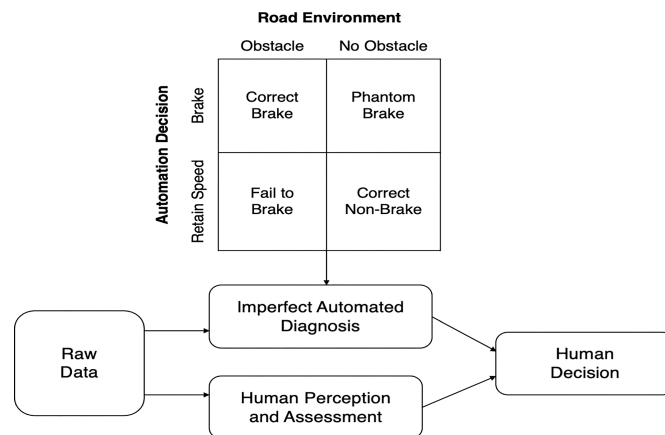 Road Environment
Obstacle
No Obstacle
Automation Decision
Brake
Retain Speed
Correct
Brake
Phantom
Brake
Fail to
Brake
Correct
Non-Brake
Raw
Data
Imperfect Automated
Diagnosis
Human Perception
and Assessment
Human
Decision